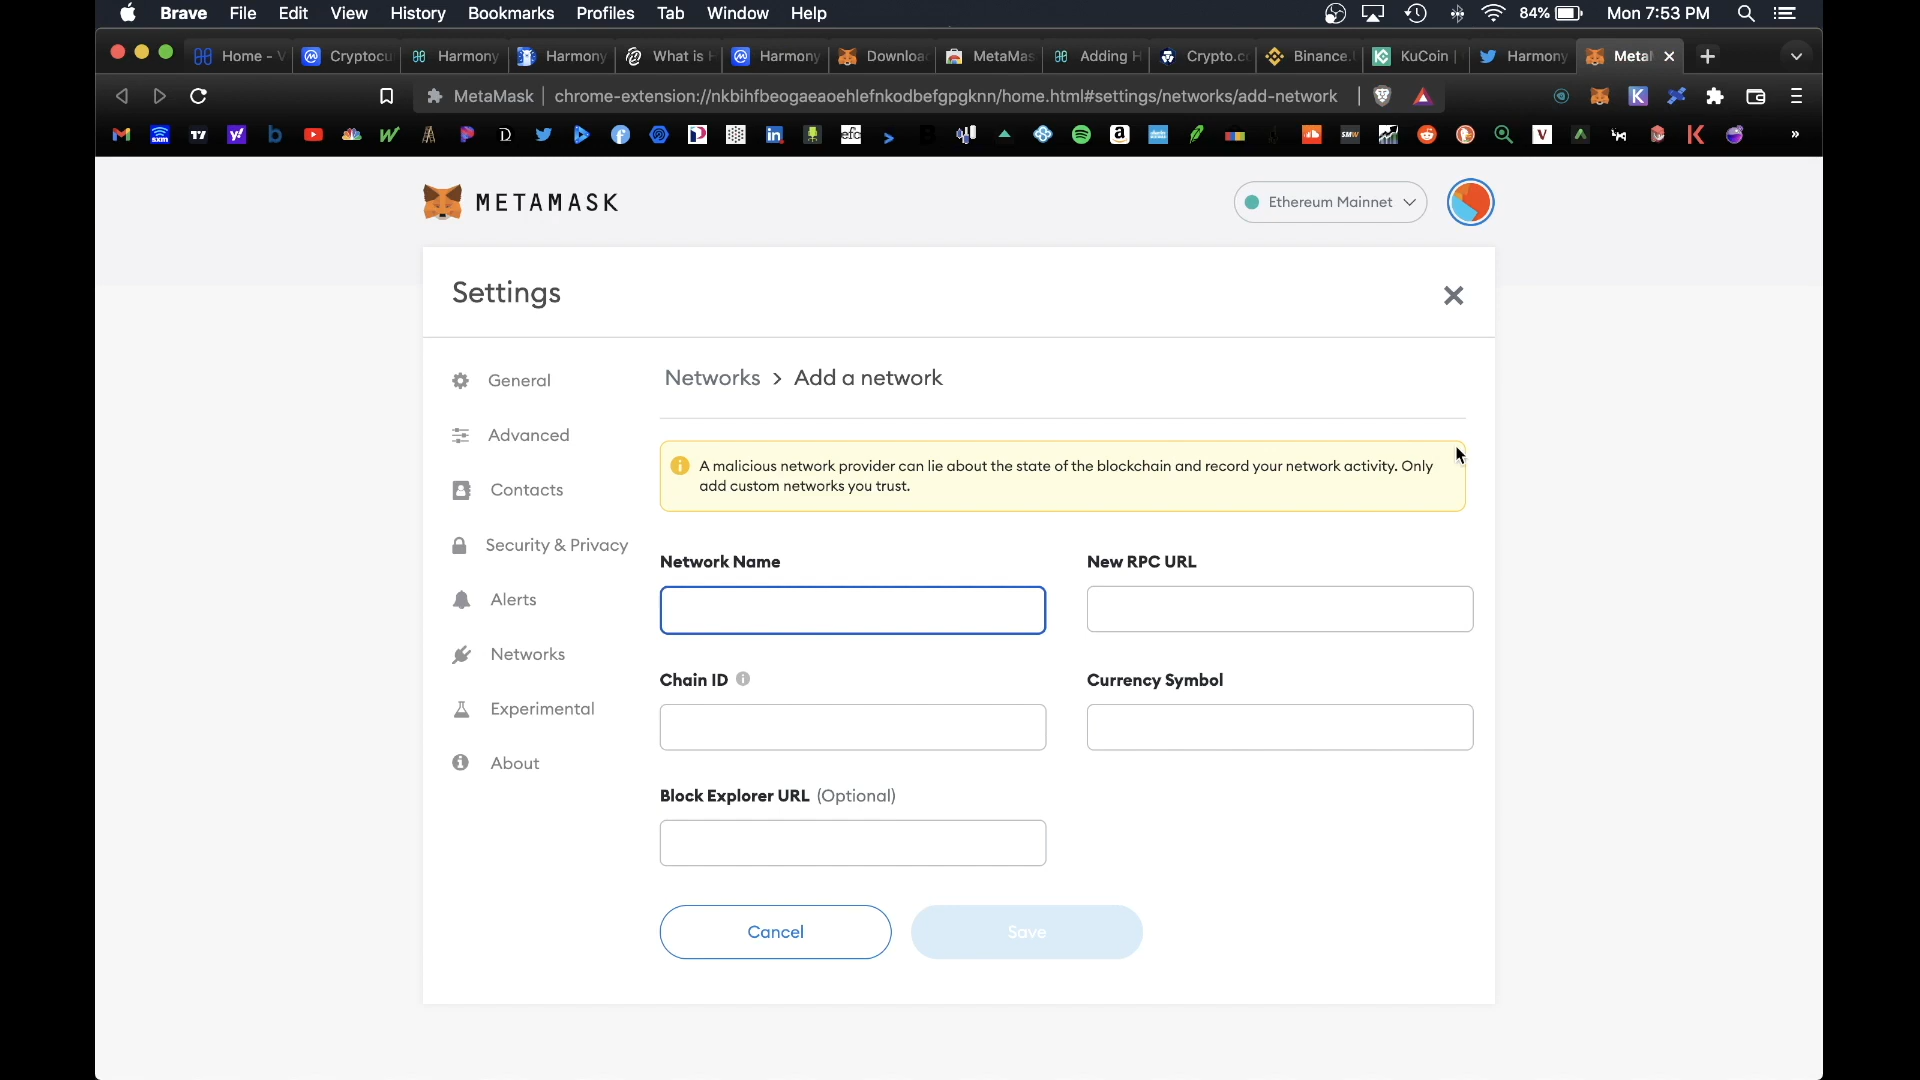 Brave File Edit View History Bookmarks Profiles Tab Window Help 84% Mon 7:53 PM
Home - Cryptocu Harmony Harmony What is Harmony Downloa MetaMas Adding H Crypto.c Binance. KuCoin | Harmony Meta
MetaMask | chrome-extension://nkbihfbeogaeaoehlefnkodbefgpgknn/home.html#settings/networks/add-network
METAMASK
Ethereum Mainnet
Settings
General
Advanced
Contacts
Security & Privacy
Alerts
Networks
Experimental
About
Networks > Add a network
A malicious network provider can lie about the state of the blockchain and record your network activity. Only
add custom networks you trust.
Network Name
New RPC URL
Chain ID
Currency Symbol
Block Explorer URL (Optional)
Cancel
Save